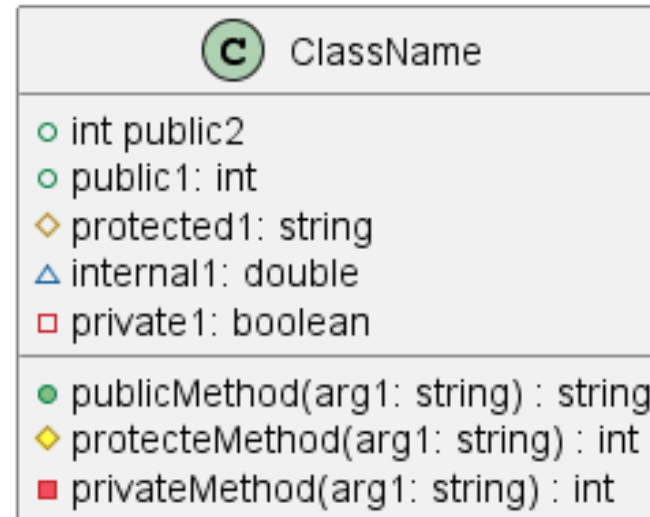 C ClassName
int public2
public1: int
protected1: string
internal1: double
private1: boolean
publicMethod(arg1: string) : string
protecteMethod(arg1: string) : int
privateMethod(arg1: string) : int